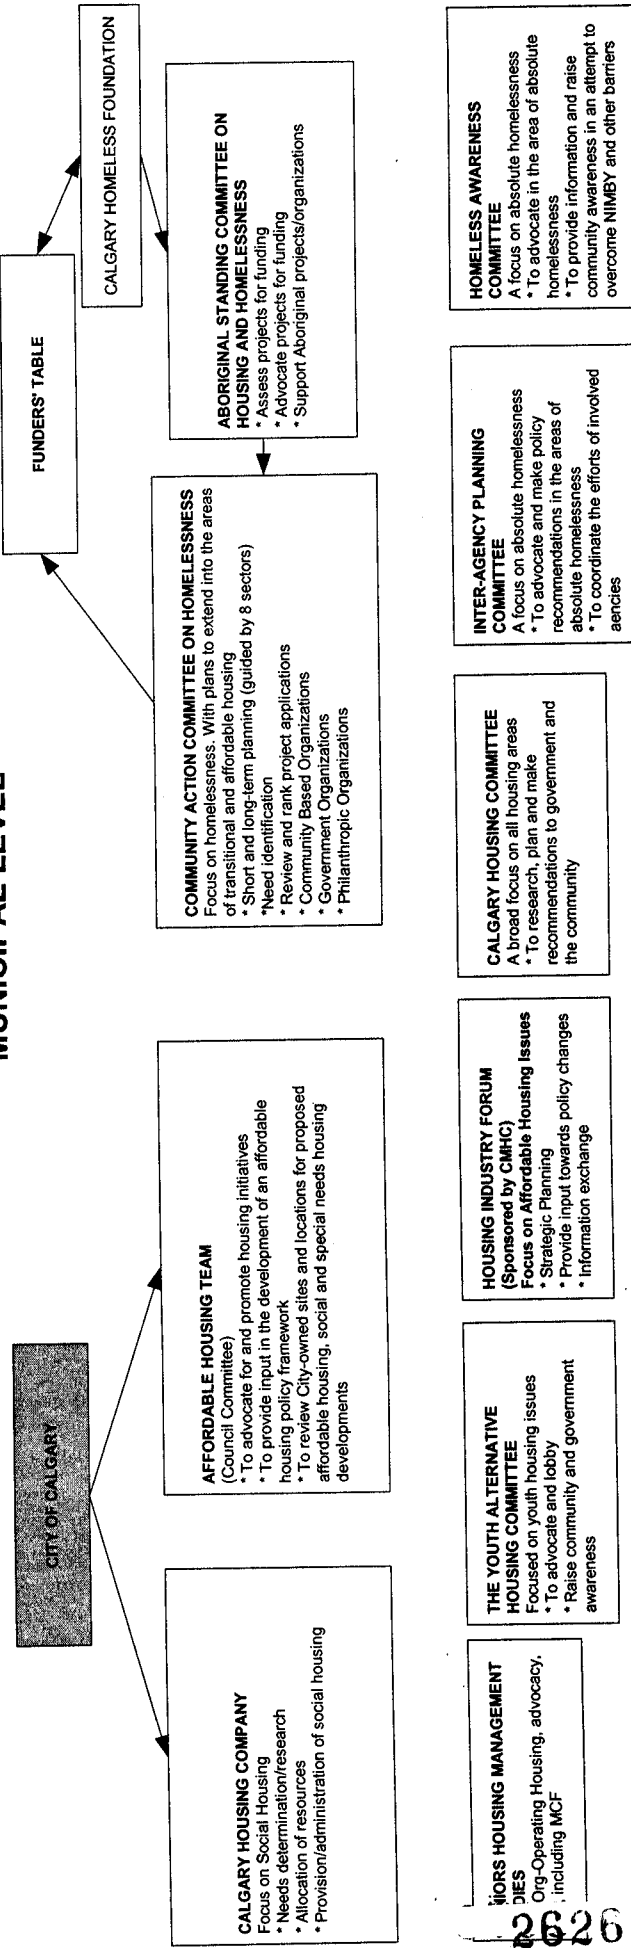 MUNICIPAL LEVEL
CITY OF CALGARY
FUNDERS' TABLE
CALGARY HOMELESS FOUNDATION
CALGARY HOUSING COMPANY
Focus on Social Housing
* Needs determination/research
* Allocation of resources
* Provision/administration of social housing
AFFORDABLE HOUSING TEAM
(Council Committee)
* To advocate for and promote housing initiatives
* To provide input in the development of an affordable
housing policy framework
* To review City-owned sites and locations for proposed
affordable housing, social and special needs housing
developments
COMMUNITY ACTION COMMITTEE ON HOMELESSNESS
Focus on homelessness. With plans to extend into the areas
of transitional and affordable housing
* Short and long-term planning (guided by 8 sectors)
*Need identification
* Review and rank project applications
* Community Based Organizations
* Government Organizations
* Philanthropic Organizations
ABORIGINAL STANDING COMMITTEE ON
HOUSING AND HOMELESSNESS
* Assess projects for funding
* Advocate projects for funding
* Support Aboriginal projects/organizations
HOUSING MANAGEMENT
Org-Operating Housing, advocacy,
, including MCF
THE YOUTH ALTERNATIVE
HOUSING COMMITTEE
Focused on youth housing issues
* To advocate and lobby
* Raise community and government
awareness
HOUSING INDUSTRY FORUM
(Sponsored by CMHC)
Focus on Affordable Housing Issues
* Strategic Planning
* Provide input towards policy changes
* Information exchange
CALGARY HOUSING COMMITTEE
A broad focus on all housing areas
* To research, plan and make
recommendations to government and
the community
INTER-AGENCY PLANNING
COMMITTEE
A focus on absolute homelessness
* To advocate and make policy
recommendations in the areas of
absolute homelessness
* To coordinate the efforts of involved
aencies
HOMELESS AWARENESS
COMMITTEE
A focus on absolute homelessness
* To advocate in the area of absolute
homelessness
* To provide information and raise
community awareness in an attempt to
overcome NIMBY and other barriers
2626